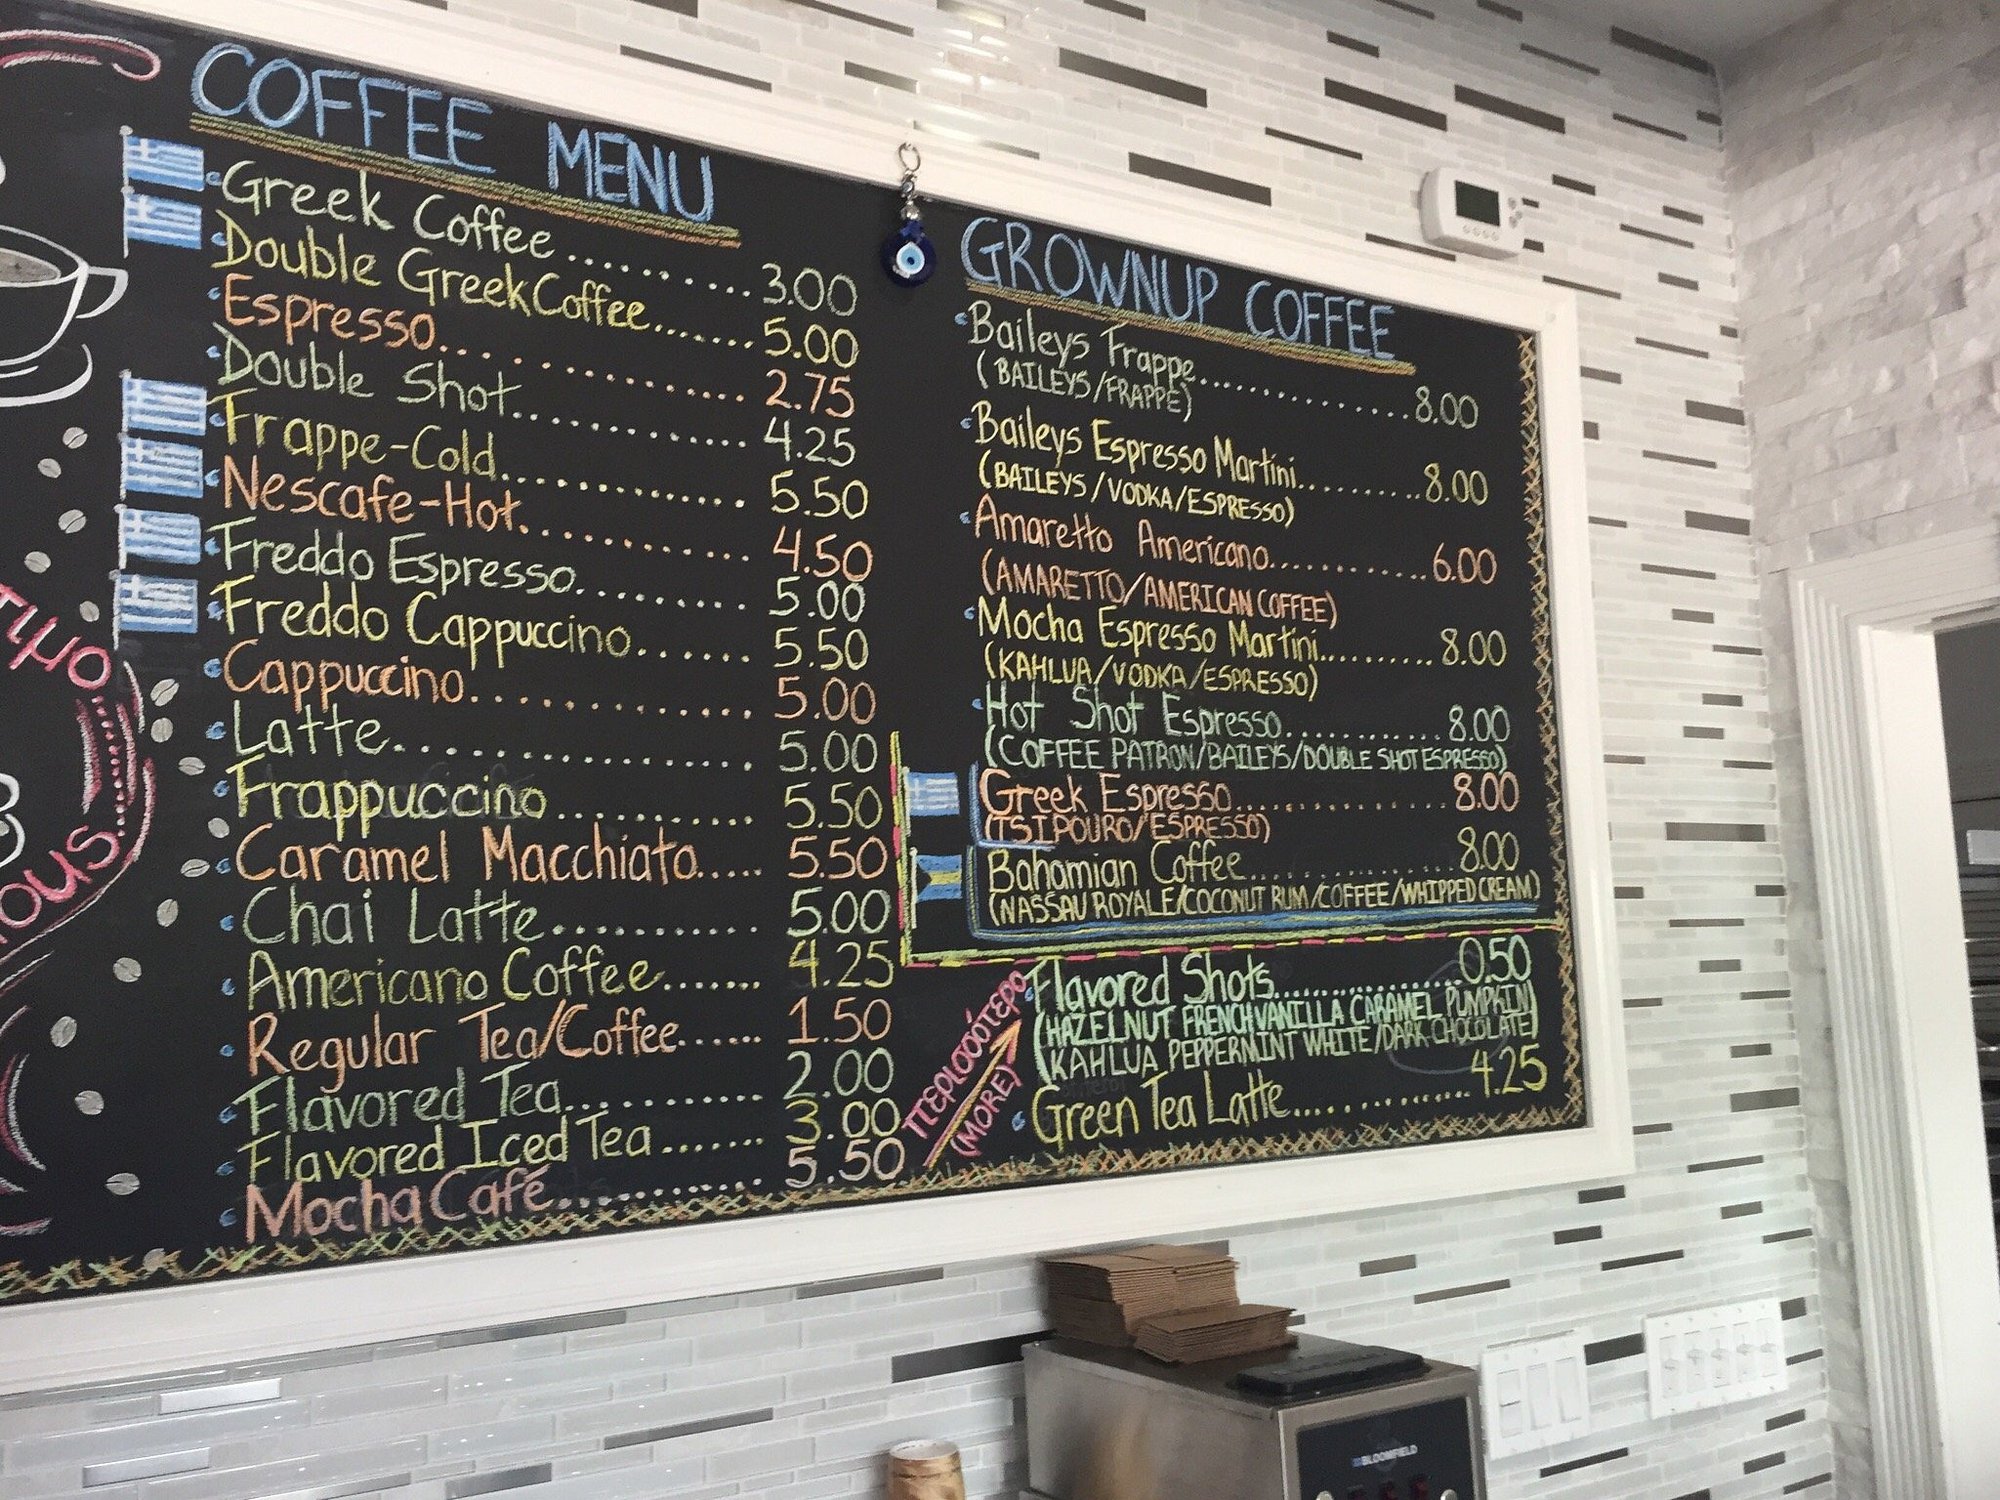 COFFEE MENU
Greek Coffee.......... 3.00
Double Greek Coffee....... 5.00
Espresso............... 2.75
Double Shot............. 4.25
Frappe-Cold.............. 5.50
Nescafe-Hot............. 4.50
Freddo Espresso......... 5.00
Freddo Cappuccino....... 5.50
Cappuccino............. 5.00
Latte................ 5.00
Frappuccino........... 5.50
Caramel Macchiato..... 5.50
Chai Latte........... 5.00
Americano Coffee....... 4.25
Regular Tea/Coffee...... 1.50
Flavored Tea........... 2.00
Flavored Iced Tea....... 3.00
Mocha Café........... 5.50
GROWNUP COFFEE
Baileys Frappe............... 8.00
(BAILEYS/FRAPPE)
Baileys Espresso Martini.......... 8.00
(BAILEYS/VODKA/ESPRESSO)
Amaretto Americano............ 6.00
(AMARETTO/AMERICAN COFFEE)
Mocha Espresso Martini.......... 8.00
(KAHLUA/VODKA/ESPRESSO)
Hot Shot Espresso............. 8.00
(COFFEE PATRON/BAILEYS/DOUBLE SHOT ESPRESSO)
Greek Espresso................ 8.00
(TSIPOURO/ESPRESSO)
Bahamian Coffee............... 8.00
(NASSAU ROYALE/COCONUT RUM/COFFEE/WHIPPED CREAM)
περισσότερο
(MORE)
Flavored Shots.................. 0.50
(HAZELNUT FRENCH VANILLA CARAMEL PUMPKIN
KAHLUA PEPPERMINT WHITE/DARK CHOCOLATE)
Green Tea Latte.............. 4.25
BLOOMFIELD